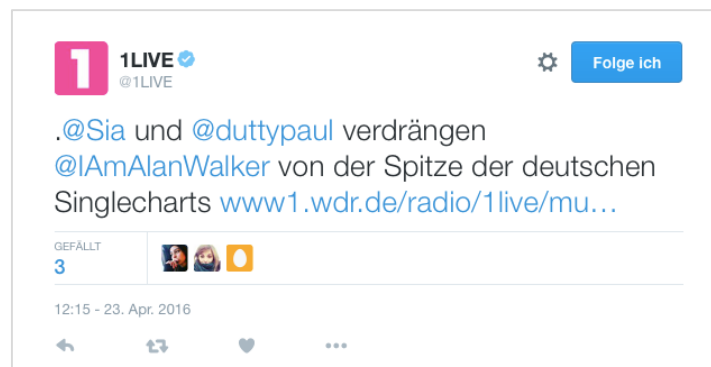 1
1LIVE
@1LIVE
Folge ich
.@Sia und @duttypaul verdrängen
@IAmAlanWalker von der Spitze der deutschen
Singlecharts www1.wdr.de/radio/1live/mu…
GEFÄLLT
3
12:15 - 23. Apr. 2016